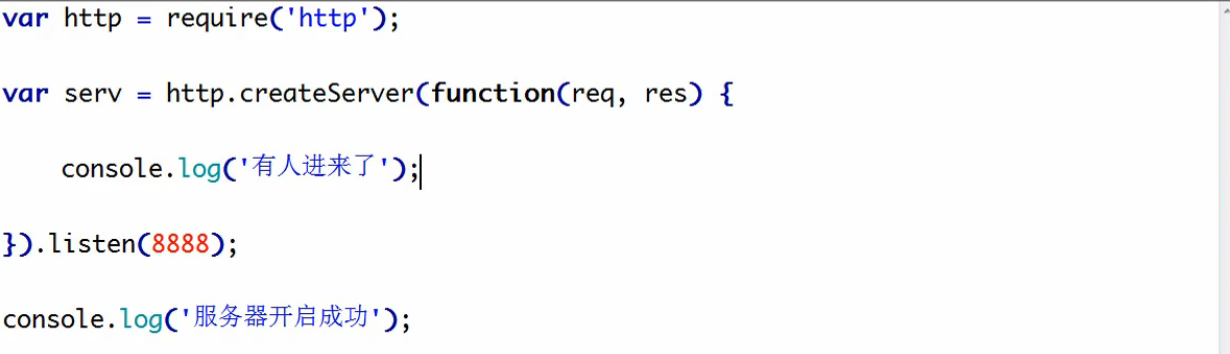 var http = require('http');
var serv = http.createServer(function(req, res) {
    console.log('有人进来了');
}).listen(8888);
console.log('服务器开启成功');